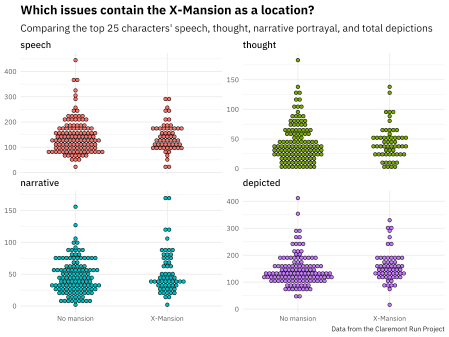 Which issues contain the X-Mansion as a location?
Comparing the top 25 characters' speech, thought, narrative portrayal, and total depictions
speech
thought
400
300
200
100
0
150
100
50
0
narrative
depicted
150
100
50
0
400
300
200
100
0
No mansion
X-Mansion
No mansion
X-Mansion
Data from the Claremont Run Project